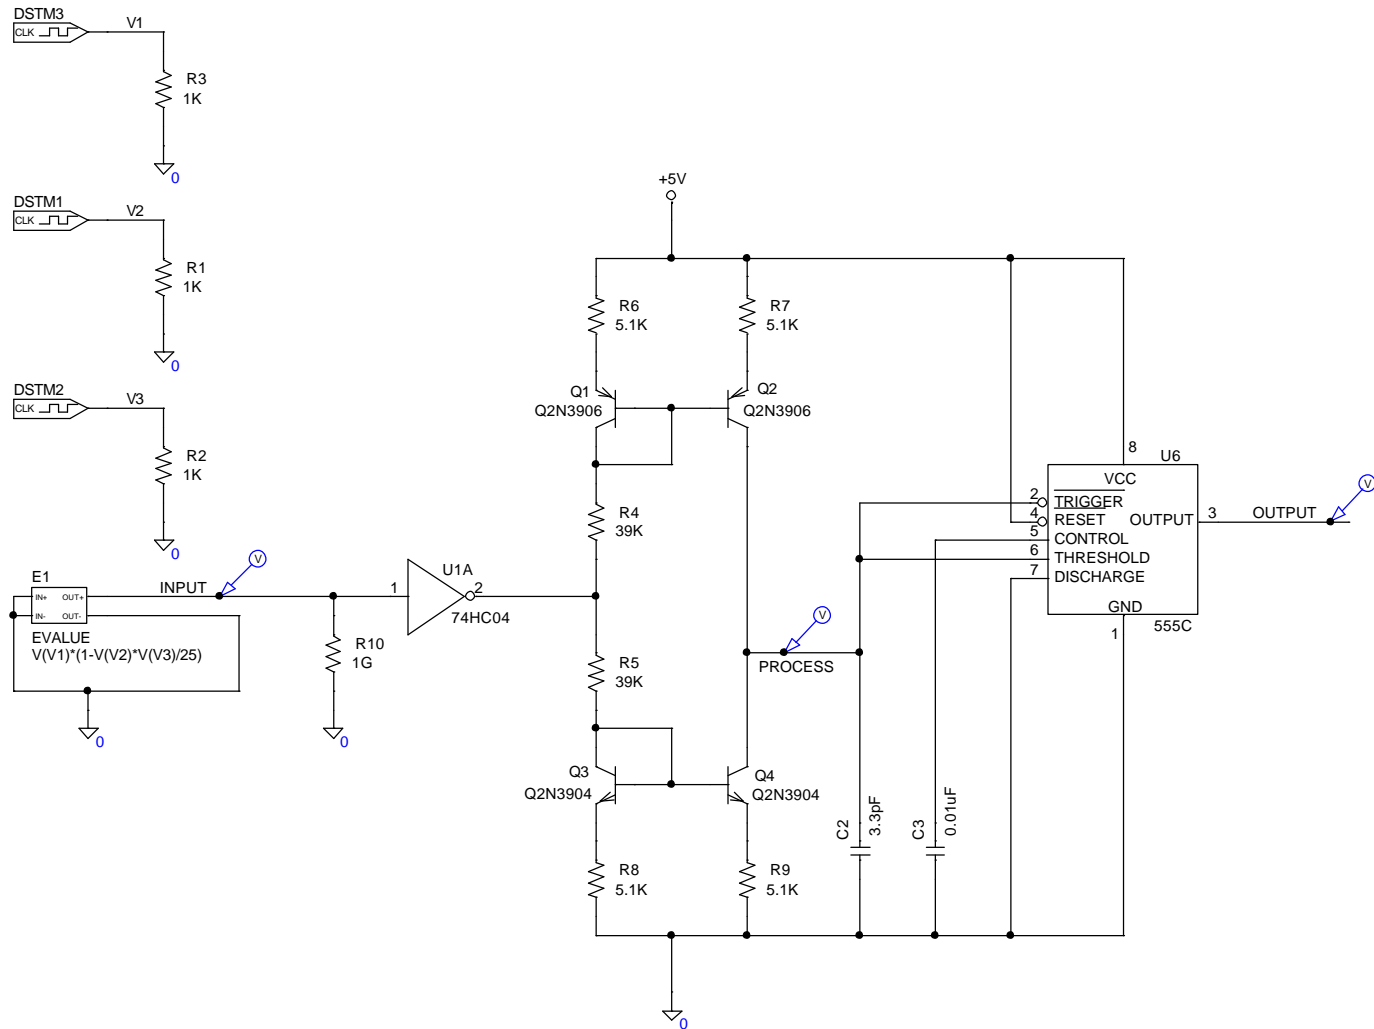 DSTM3
CLK
V1
R3
1K
0
DSTM1
CLK
V2
R1
1K
0
DSTM2
CLK
V3
R2
1K
0
E1
IN+ OUT+
IN- OUT-
EVALUE
V(V1)*(1-V(V2)*V(V3)/25)
0
INPUT
V
R10
1G
0
1
U1A
2
74HC04
+5V
R6
5.1K
R7
5.1K
Q1
Q2N3906
Q2
Q2N3906
R4
39K
R5
39K
Q3
Q2N3904
Q4
Q2N3904
R8
5.1K
R9
5.1K
0
V
PROCESS
C2
3.3pF
C3
0.01uF
8
U6
VCC
2
TRIGGER
4
RESET
OUTPUT
3
5
CONTROL
6
THRESHOLD
7
DISCHARGE
GND
1
555C
OUTPUT
V